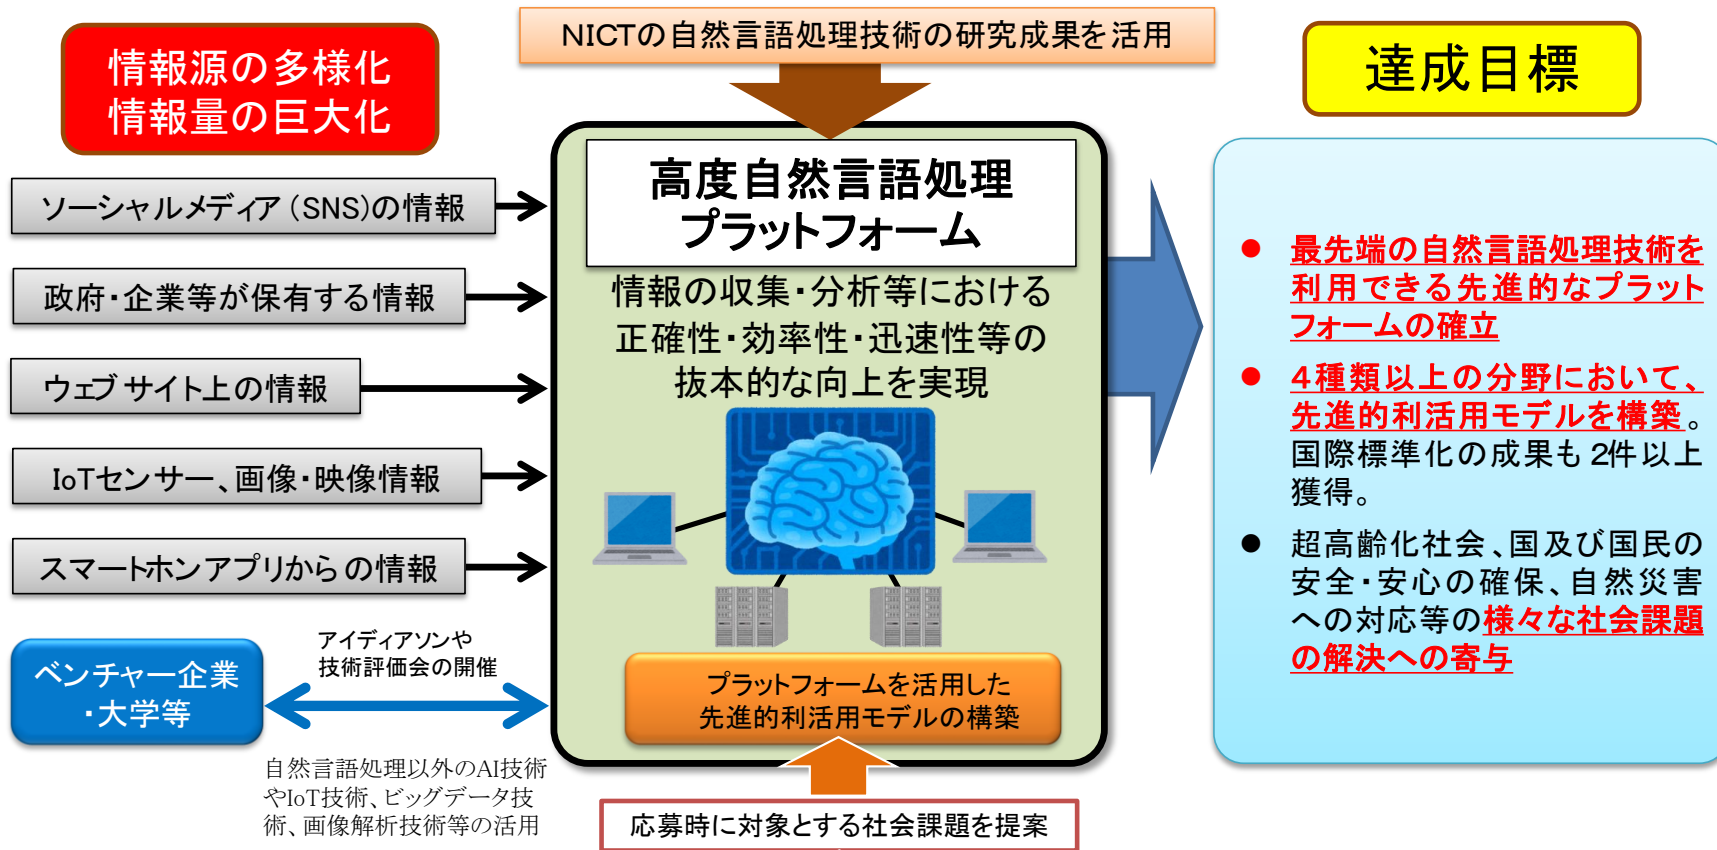 NICTの自然言語処理技術の研究成果を活用
情報源の多様化
情報量の巨大化
達成目標
ソーシャルメディア(SNS)の情報
政府・企業等が保有する情報
ウェブサイト上の情報
IoTセンサー、画像・映像情報
スマートホンアプリからの情報
ベンチャー企業
・大学等
アイディアソンや
技術評価会の開催
自然言語処理以外のAI技術
やIoT技術、ビッグデータ技
術、画像解析技術等の活用
高度自然言語処理
プラットフォーム
情報の収集・分析等における
正確性・効率性・迅速性等の
抜本的な向上を実現
プラットフォームを活用した
先進的利活用モデルの構築
応募時に対象とする社会課題を提案
● 最先端の自然言語処理技術を
利用できる先進的なプラット
フォームの確立
● 4種類以上の分野において、
先進的利活用モデルを構築。
国際標準化の成果も2件以上
獲得。
● 超高齢化社会、国及び国民の
安全・安心の確保、自然災害
への対応等の様々な社会課題
の解決への寄与